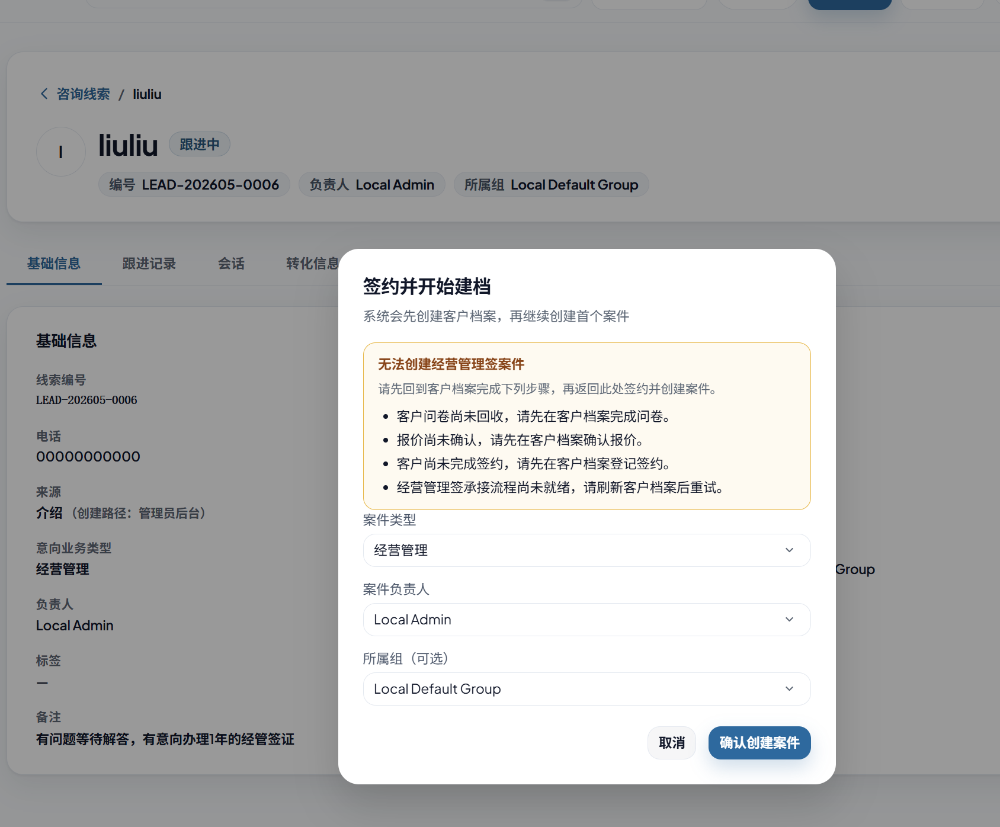 咨询线索 / liuliu
l
liuliu 跟进中
编号 LEAD-202605-0006 负责人 Local Admin 所属组 Local Default Group
基础信息 跟进记录 会话 转化信息
基础信息
线索编号
LEAD-202605-0006
电话
00000000000
来源
介绍 （创建路径：管理员后台）
意向业务类型
经营管理
负责人
Local Admin
标签
—
备注
有问题等待解答，有意向办理1年的经管签证
Group
签约并开始建档
系统会先创建客户档案，再继续创建首个案件
无法创建经营管理签案件
请先回到客户档案完成下列步骤，再返回此处签约并创建案件。
• 客户问卷尚未回收，请先在客户档案完成问卷。
• 报价尚未确认，请先在客户档案确认报价。
• 客户尚未完成签约，请先在客户档案登记签约。
• 经营管理签承接流程尚未就绪，请刷新客户档案后重试。
案件类型
经营管理
案件负责人
Local Admin
所属组（可选）
Local Default Group
取消 确认创建案件